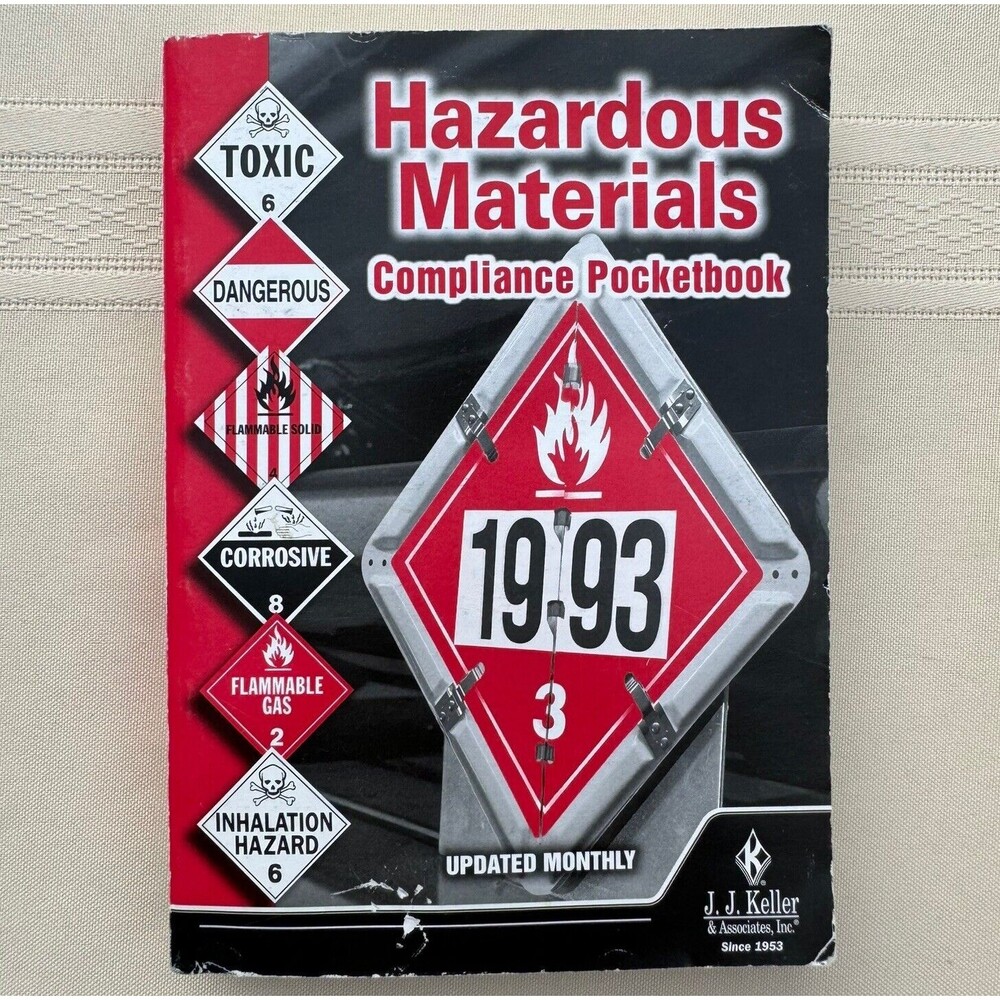 Hazardous
Materials
Compliance Pocketbook
TOXIC
6
DANGEROUS
FLAMMABLE SOLID
4
CORROSIVE
8
FLAMMABLE
GAS
2
INHALATION
HAZARD
6
1993
3
UPDATED MONTHLY
K
J. J. Keller
& Associates, Inc.®
Since 1953